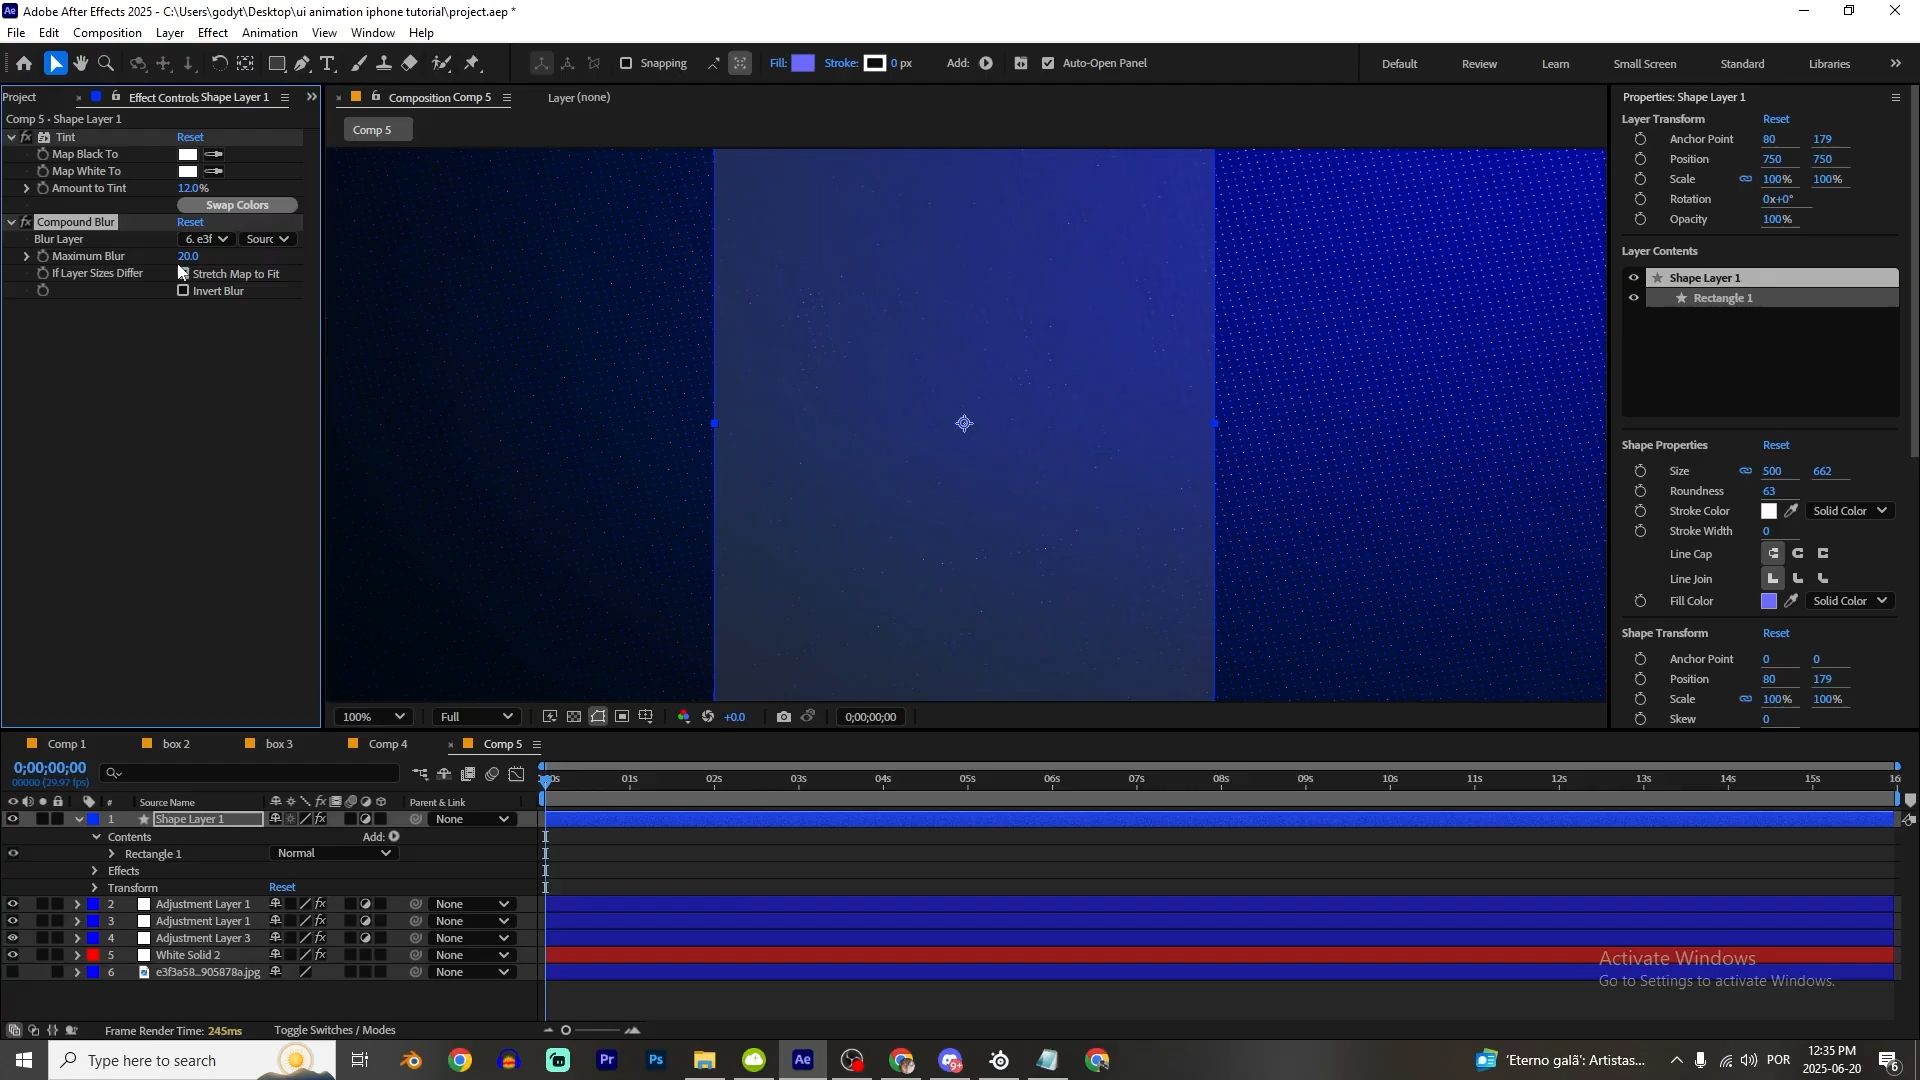 Adobe After Effects 2025 - C:\Users\godyt\Desktop\ui animation iphone tutorial\project.aep *
File Edit Composition Layer Effect Animation View Window Help
Snapping Fill: Stroke: 0 px Add: Auto-Open Panel Default Review Learn Small Screen Standard Libraries
Project Effect Controls Shape Layer 1
Comp 5 • Shape Layer 1
Tint Reset
Map Black To
Map White To
Amount to Tint 12.0%
Swap Colors
Compound Blur Reset
Blur Layer 6. e3f Sourc
Maximum Blur 20.0
If Layer Sizes Differ Stretch Map to Fit
Invert Blur
Composition Comp 5 Layer (none)
Comp 5
100% Full +0.0 0;00;00;00
Properties: Shape Layer 1
Layer Transform Reset
Anchor Point 80 179
Position 750 750
Scale 100% 100%
Rotation 0x+0°
Opacity 100%
Layer Contents
Shape Layer 1
Rectangle 1
Shape Properties Reset
Size 500 662
Roundness 63
Stroke Color Solid Color
Stroke Width 0
Line Cap
Line Join
Fill Color Solid Color
Shape Transform Reset
Anchor Point 0 0
Position 80 179
Scale 100% 100%
Skew 0
Comp 1 box 2 box 3 Comp 4 Comp 5
0;00;00;00
00000 (29.97 fps)
01s 02s 03s 04s 05s 06s 07s 08s 09s 10s 11s 12s 13s 14s 15s 16
# Source Name Parent & Link
1 Shape Layer 1 None
Contents Add:
Rectangle 1 Normal
Effects
Transform Reset
2 Adjustment Layer 1 None
3 Adjustment Layer 1 None
4 Adjustment Layer 3 None
5 White Solid 2 None
6 e3f3a58...905878a.jpg None
Activate Windows
Go to Settings to activate Windows.
Frame Render Time: 245ms Toggle Switches / Modes
Type here to search
'Eterno galã': Artistas...
POR
12:35 PM
2025-06-20
6